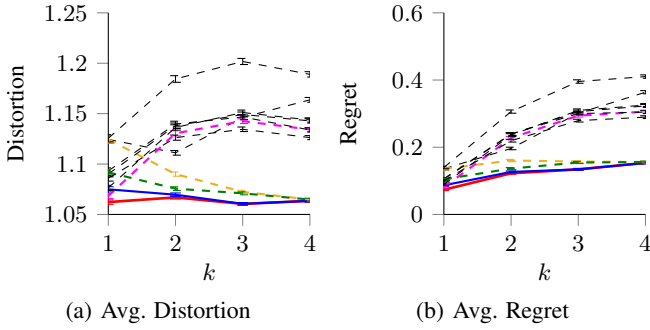 1.25
1.2
1.15
1.1
1.05
Distortion
1 2 3 4
k
(a) Avg. Distortion
0.6
0.4
0.2
0
Regret
1 2 3 4
k
(b) Avg. Regret